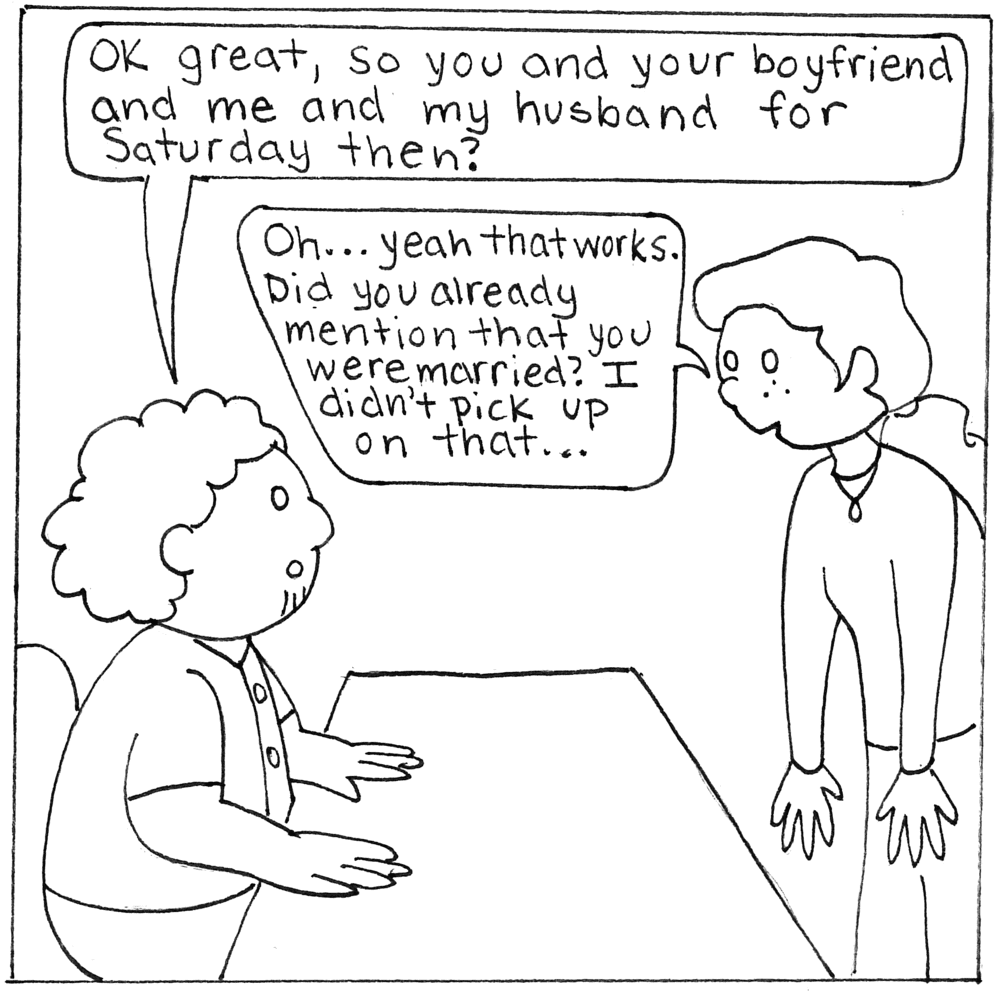 OK great, so you and your boyfriend
and me and my husband for
Saturday then?
Oh... yeah that works.
Did you already
mention that you
were married? I
didn't pick up
on that...